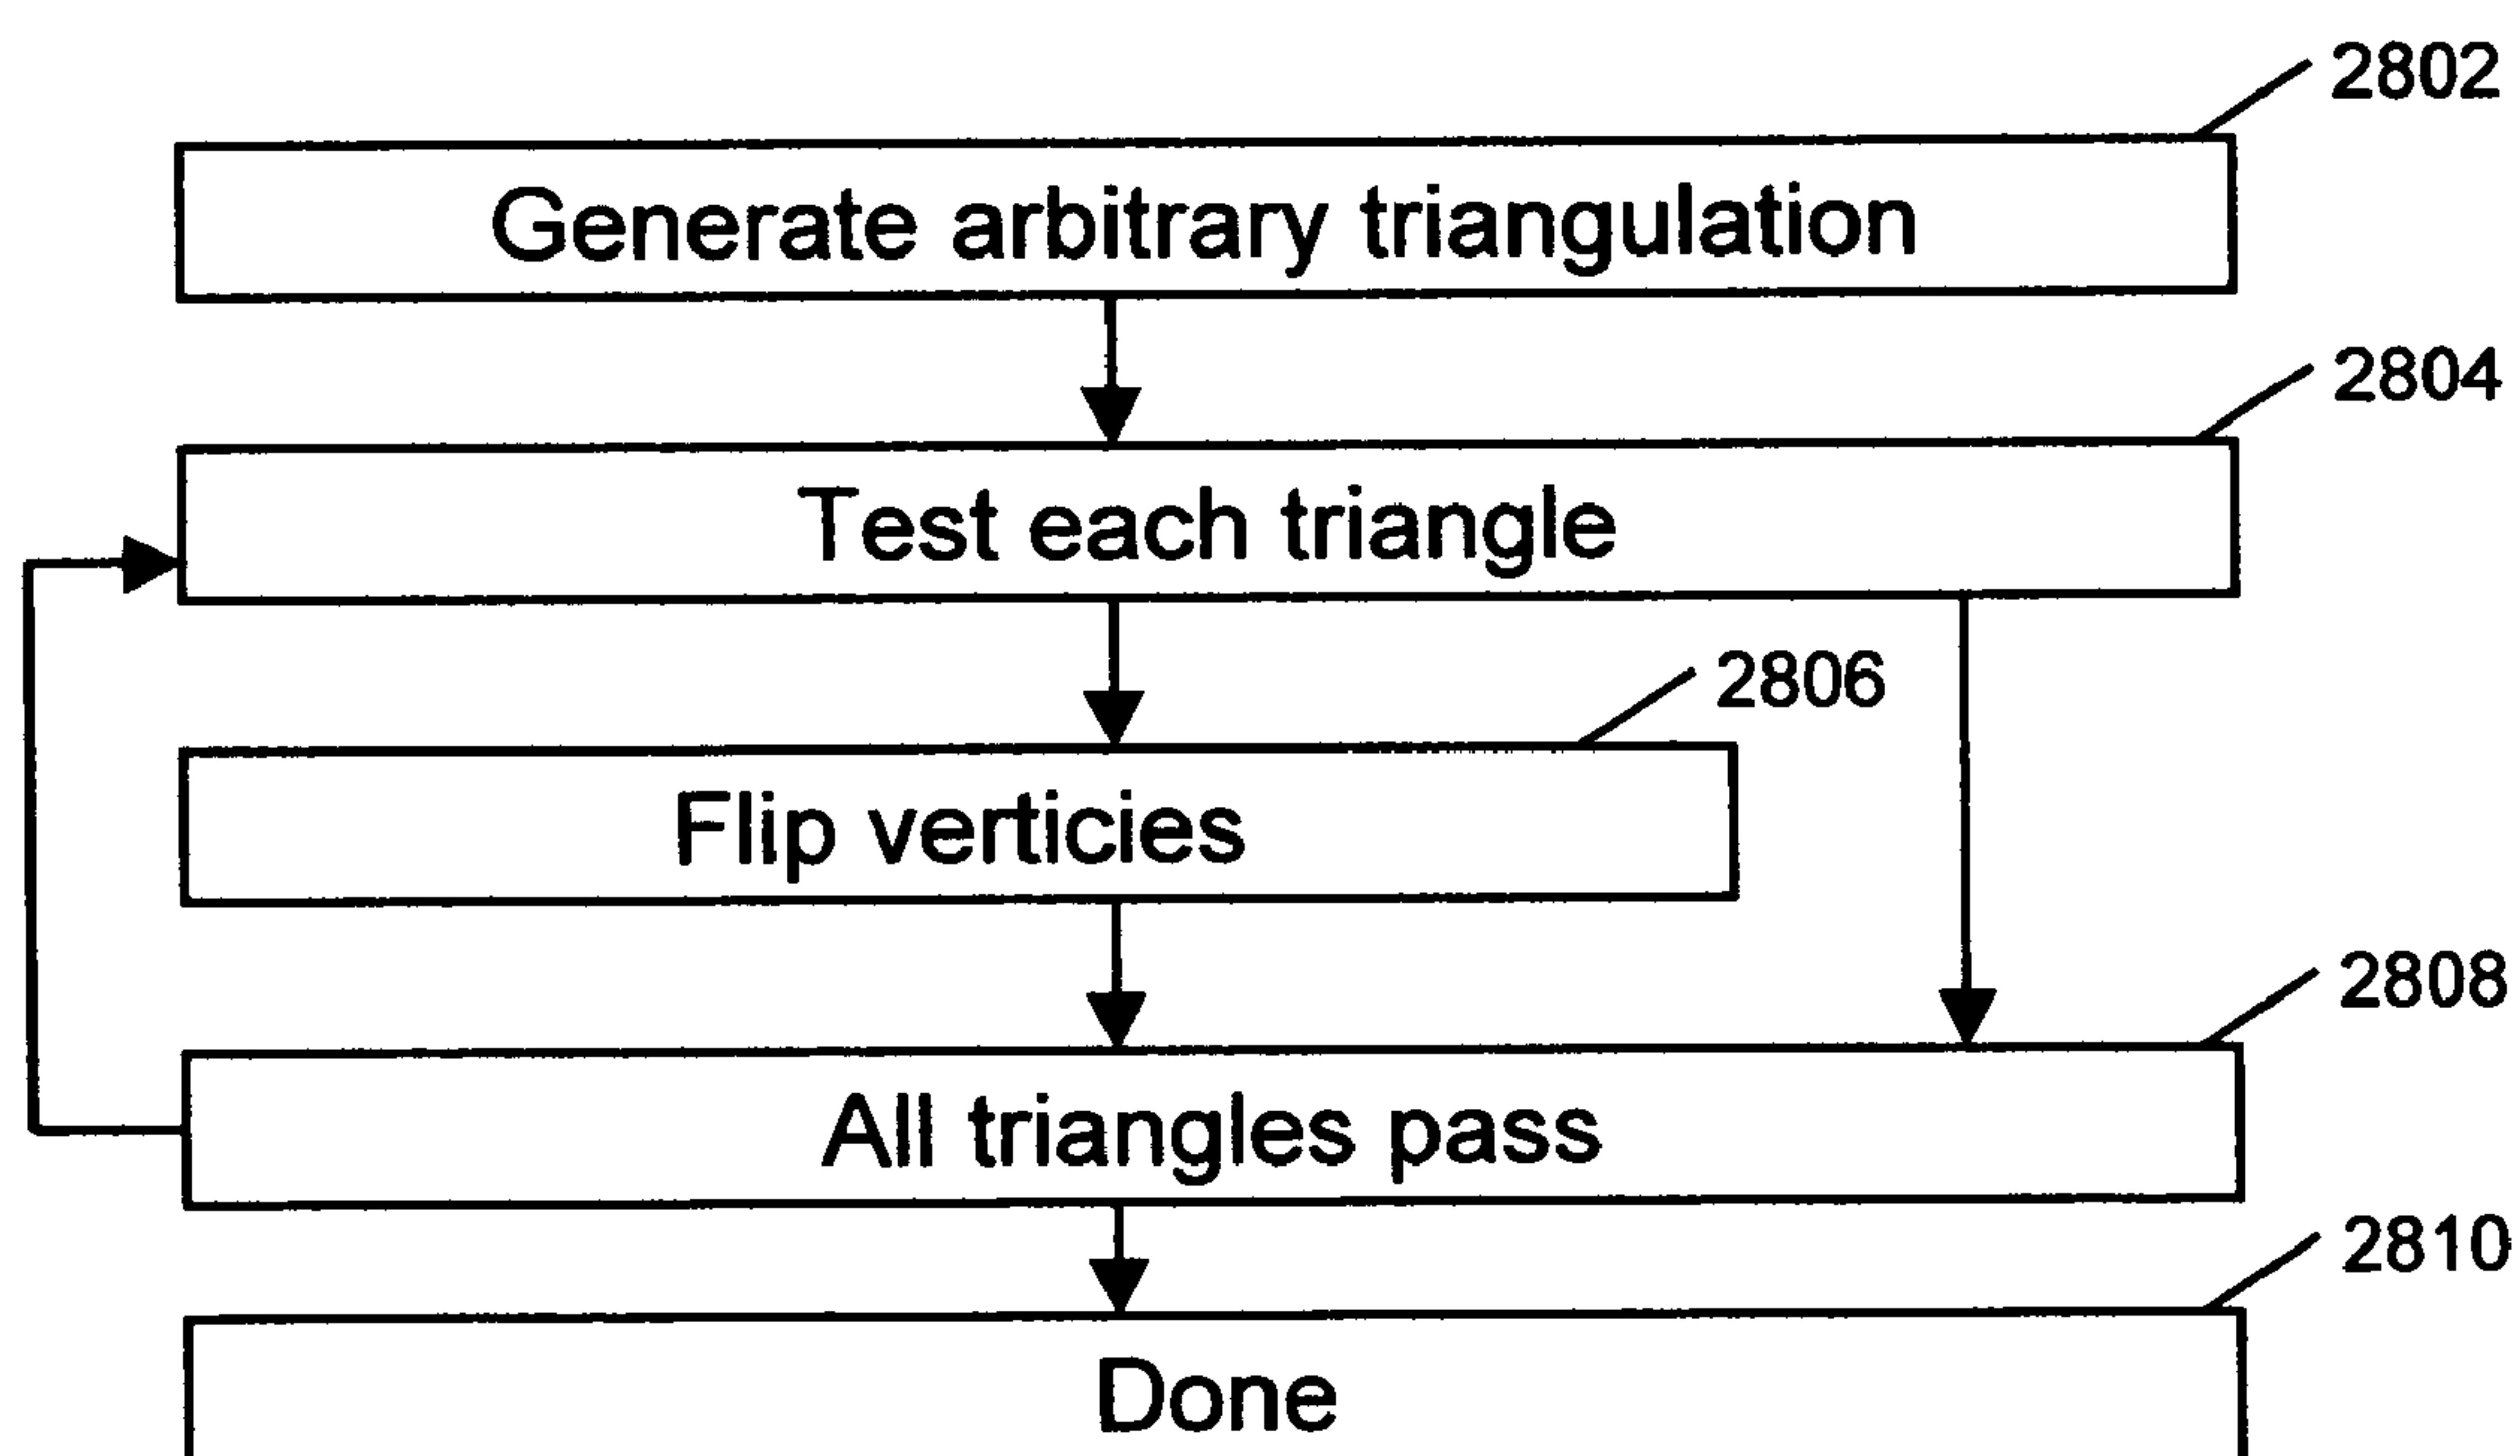 2802
Generate arbitrary triangulation
2804
Test each triangle
2806
Flip verticies
2808
All triangles pass
2810
Done